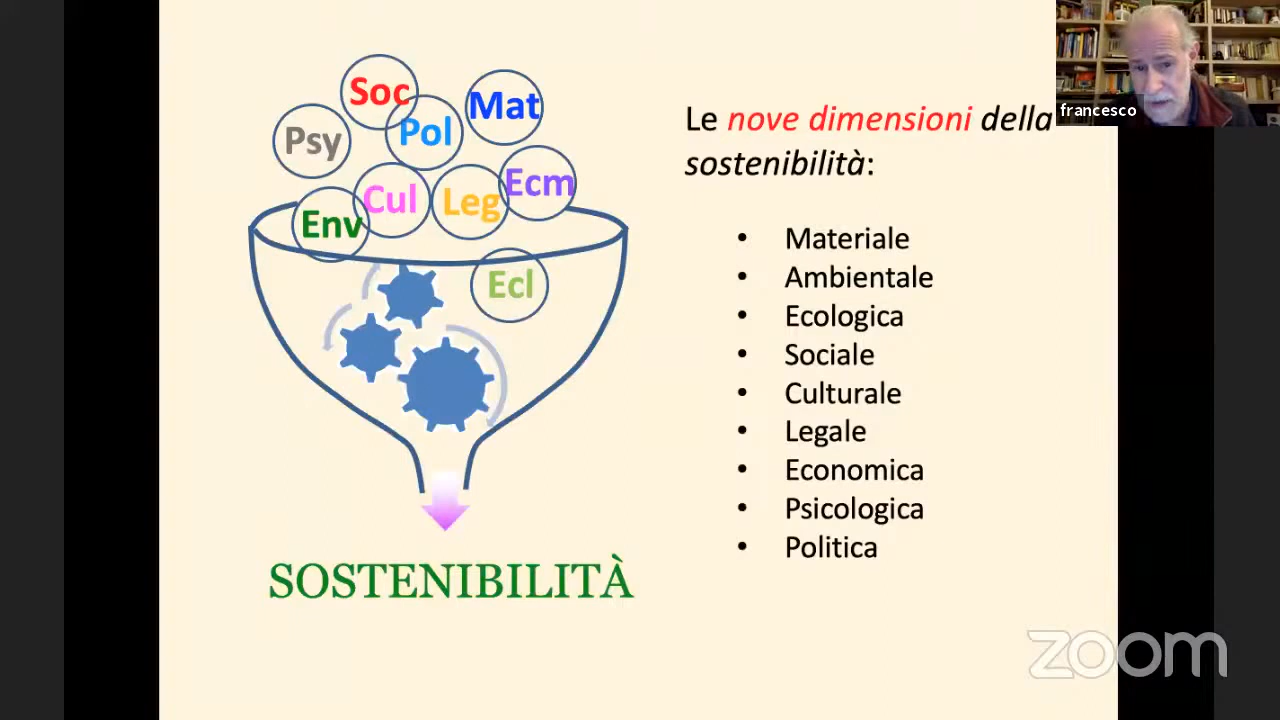 Soc
Mat
Psy
Pol
Ecm
Cul
Leg
Env
Ecl
SOSTENIBILITÀ
Le nove dimensioni della
sostenibilità:
• Materiale
• Ambientale
• Ecologica
• Sociale
• Culturale
• Legale
• Economica
• Psicologica
• Politica
francesco
zoom